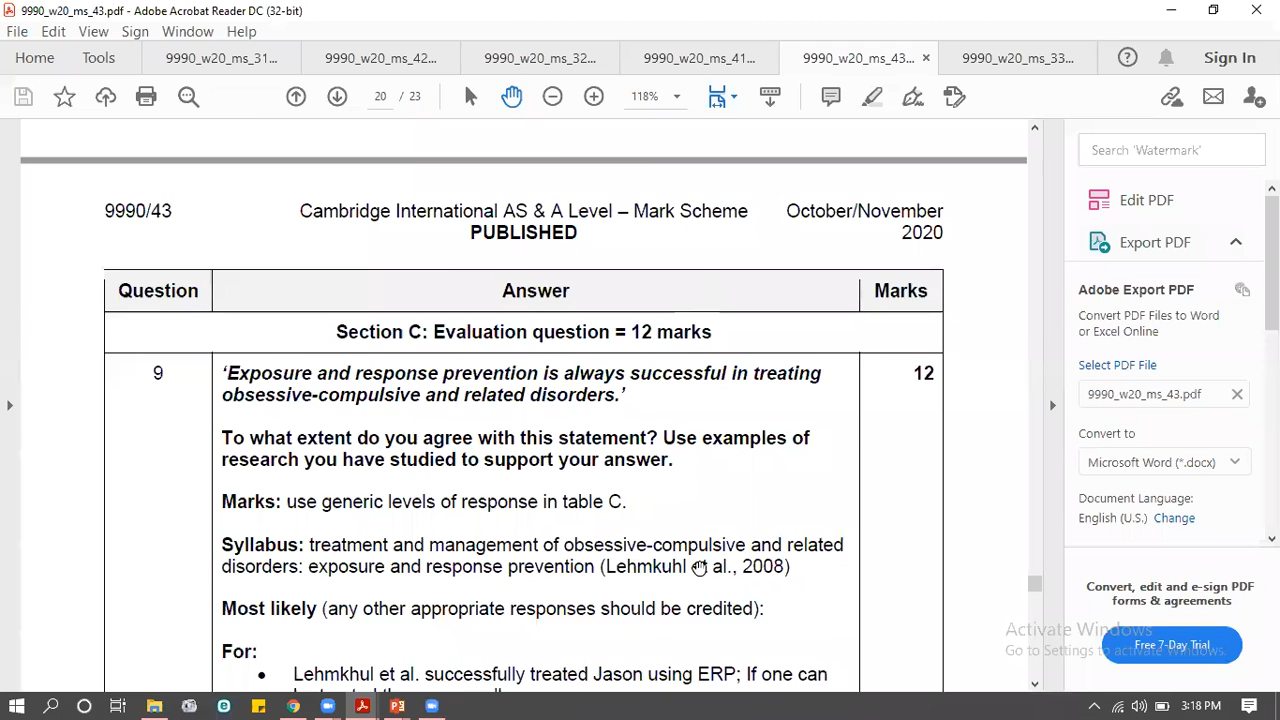 9990_w20_ms_43.pdf - Adobe Acrobat Reader DC (32-bit)
File Edit View Sign Window Help
Home Tools 9990_w20_ms_31... 9990_w20_ms_42... 9990_w20_ms_32... 9990_w20_ms_41... 9990_w20_ms_43... × 9990_w20_ms_33... Sign In
20 / 23 118%
Search 'Watermark'
Edit PDF
Export PDF
Adobe Export PDF
Convert PDF Files to Word
or Excel Online
Select PDF File
9990_w20_ms_43.pdf
Convert to
Microsoft Word (*.docx)
Document Language:
English (U.S.) Change
Convert, edit and e-sign PDF
forms & agreements
Free 7-Day Trial
Activate Windows
Go to Settings to activate Windows.
9990/43 Cambridge International AS & A Level – Mark Scheme October/November
PUBLISHED 2020
Question Answer Marks
Section C: Evaluation question = 12 marks
9 ‘Exposure and response prevention is always successful in treating 12
obsessive-compulsive and related disorders.’
To what extent do you agree with this statement? Use examples of
research you have studied to support your answer.
Marks: use generic levels of response in table C.
Syllabus: treatment and management of obsessive-compulsive and related
disorders: exposure and response prevention (Lehmkuhl et al., 2008)
Most likely (any other appropriate responses should be credited):
For:
• Lehmkhul et al. successfully treated Jason using ERP; If one can
3:18 PM